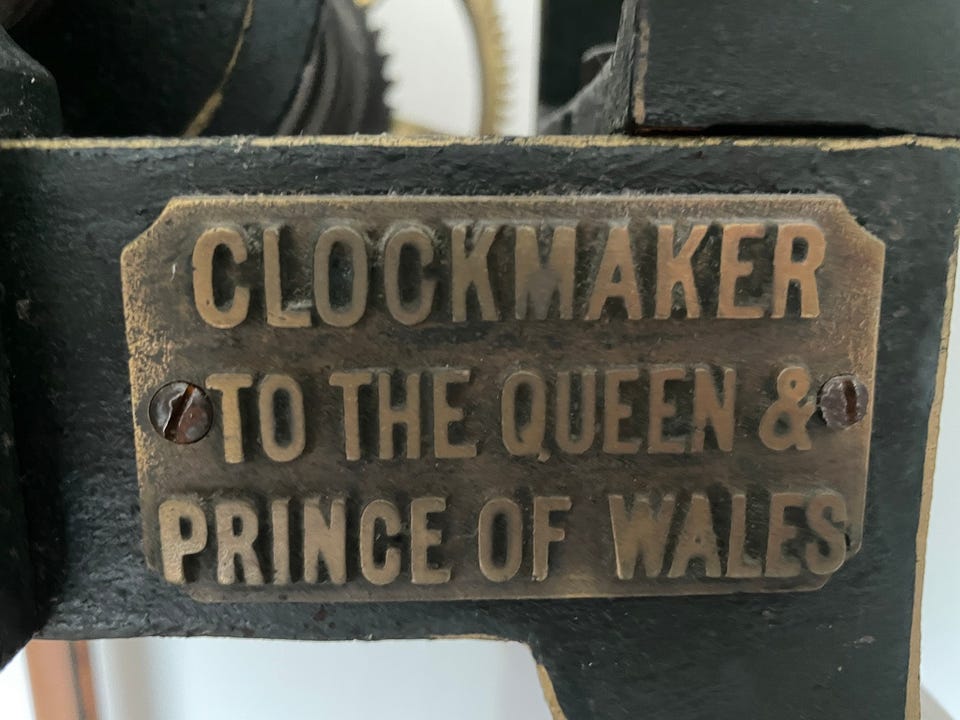 CLOCKMAKER
TO THE QUEEN &
PRINCE OF WALES